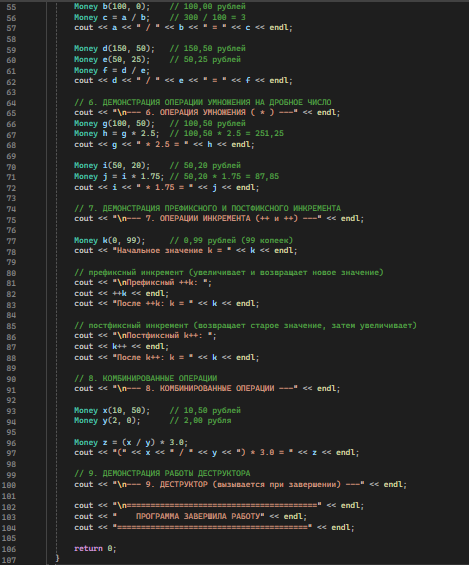 55 Money b(100, 0); // 100,00 рублей
56 Money c = a / b; // 300 / 100 = 3
57 cout << a << " / " << b << " = " << c << endl;
58
59 Money d(150, 50); // 150,50 рублей
60 Money e(50, 25); // 50,25 рублей
61 Money f = d / e;
62 cout << d << " / " << e << " = " << f << endl;
63
64 // 6. ДЕМОНСТРАЦИЯ ОПЕРАЦИИ УМНОЖЕНИЯ НА ДРОБНОЕ ЧИСЛО
65 cout << "\n--- 6. ОПЕРАЦИЯ УМНОЖЕНИЯ ( * ) ---" << endl;
66 Money g(100, 50); // 100,50 рублей
67 Money h = g * 2.5; // 100,50 * 2.5 = 251,25
68 cout << g << " * 2.5 = " << h << endl;
69
70 Money i(50, 20); // 50,20 рублей
71 Money j = i * 1.75; // 50,20 * 1.75 = 87,85
72 cout << i << " * 1.75 = " << j << endl;
73
74 // 7. ДЕМОНСТРАЦИЯ ПРЕФИКСНОГО И ПОСТФИКСНОГО ИНКРЕМЕНТА
75 cout << "\n--- 7. ОПЕРАЦИИ ИНКРЕМЕНТА (++ и ++) ---" << endl;
76
77 Money k(0, 99); // 0,99 рублей (99 копеек)
78 cout << "Начальное значение k = " << k << endl;
79
80 // префиксный инкремент (увеличивает и возвращает новое значение)
81 cout << "\nПрефиксный ++k: ";
82 cout << ++k << endl;
83 cout << "После ++k: k = " << k << endl;
84
85 // постфиксный инкремент (возвращает старое значение, затем увеличивает)
86 cout << "\nПостфиксный k++: ";
87 cout << k++ << endl;
88 cout << "После k++: k = " << k << endl;
89
90 // 8. КОМБИНИРОВАННЫЕ ОПЕРАЦИИ
91 cout << "\n--- 8. КОМБИНИРОВАННЫЕ ОПЕРАЦИИ ---" << endl;
92
93 Money x(10, 50); // 10,50 рублей
94 Money y(2, 0); // 2,00 рубля
95
96 Money z = (x / y) * 3.0;
97 cout << "(" << x << " / " << y << ") * 3.0 = " << z << endl;
98
99 // 9. ДЕМОНСТРАЦИЯ РАБОТЫ ДЕСТРУКТОРА
100 cout << "\n--- 9. ДЕСТРУКТОР (вызывается при завершении) ---" << endl;
101
102 cout << "\n========================================" << endl;
103 cout << "    ПРОГРАММА ЗАВЕРШИЛА РАБОТУ" << endl;
104 cout << "========================================" << endl;
105
106 return 0;
107 }